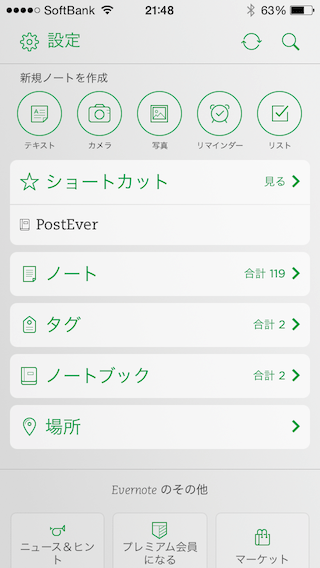 SoftBank 21:48 63%
設定
新規ノートを作成
テキスト カメラ 写真 リマインダー リスト
ショートカット 見る
PostEver
ノート 合計 119
タグ 合計 2
ノートブック 合計 2
場所
Evernote のその他
ニュース＆ヒン
ト
プレミアム会員
になる
マーケット